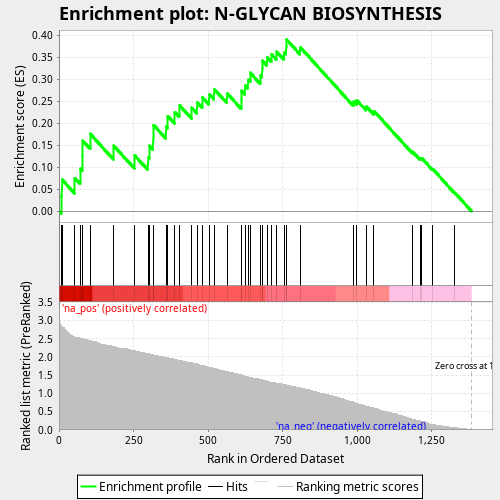 Enrichment plot: N-GLYCAN BIOSYNTHESIS
Enrichment score (ES)
0.40
0.35
0.30
0.25
0.20
0.15
0.10
0.05
0.00
'na_pos' (positively correlated)
Ranked list metric (PreRanked)
3.5
3.0
2.5
2.0
1.5
1.0
0.5
0.0
Zero cross at 1
'na_neg' (negatively correlated)
0 250 500 750 1,000 1,250
Rank in Ordered Dataset
Enrichment profile Hits Ranking metric scores